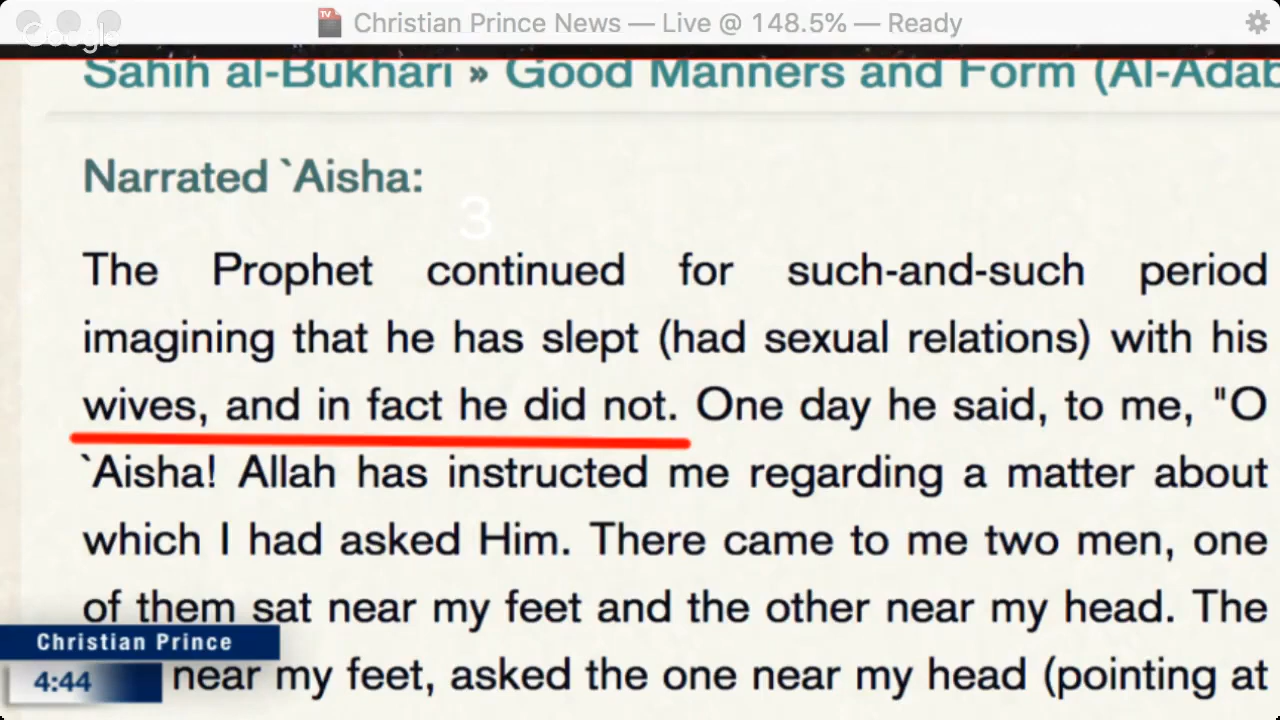 Christian Prince News — Live @ 148.5% — Ready
Google
Sahih al-Bukhari » Good Manners and Form (Al-Adab
Narrated `Aisha:
3
The Prophet continued for such-and-such period
imagining that he has slept (had sexual relations) with his
wives, and in fact he did not. One day he said, to me, "O
`Aisha! Allah has instructed me regarding a matter about
which I had asked Him. There came to me two men, one
of them sat near my feet and the other near my head. The
near my feet, asked the one near my head (pointing at
Christian Prince
4:44